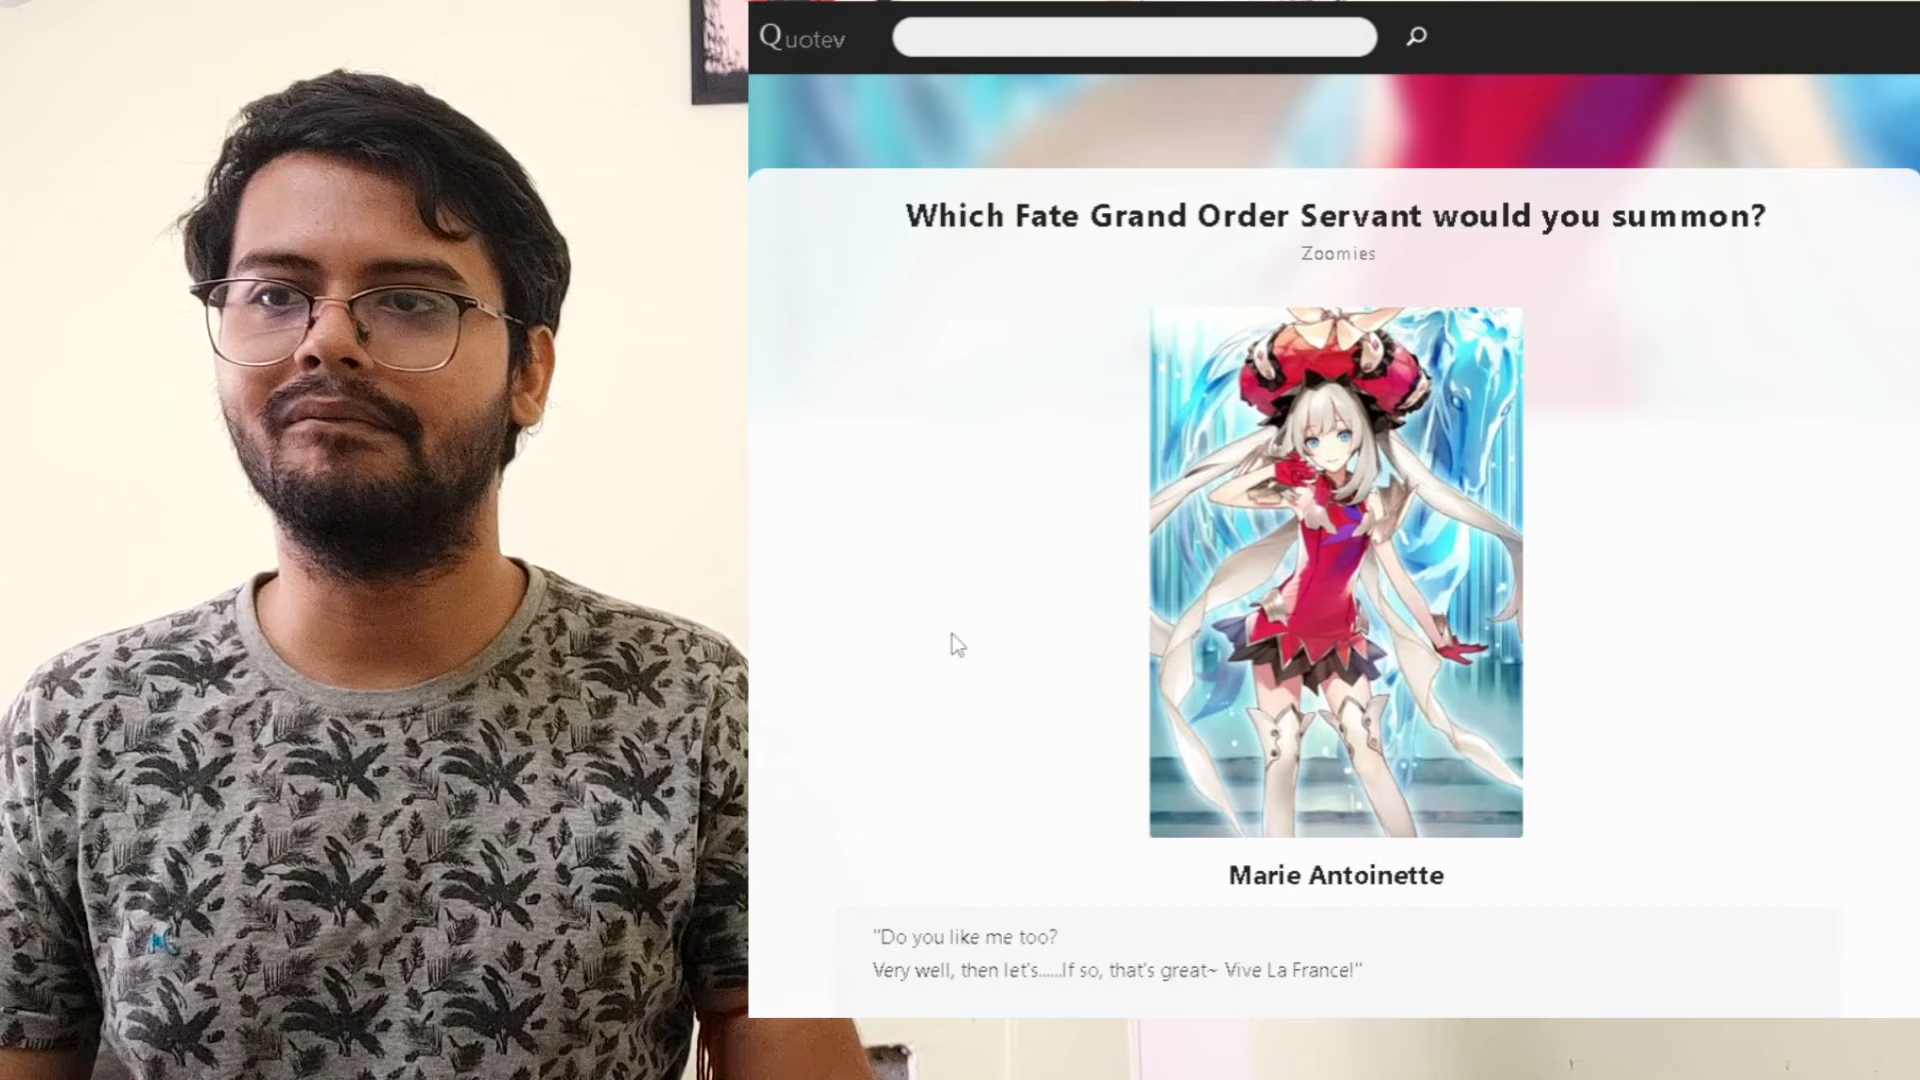 Quotev
Which Fate Grand Order Servant would you summon?
Zoomies
Marie Antoinette
"Do you like me too?
Very well, then let's......If so, that's great~ Vive La France!"